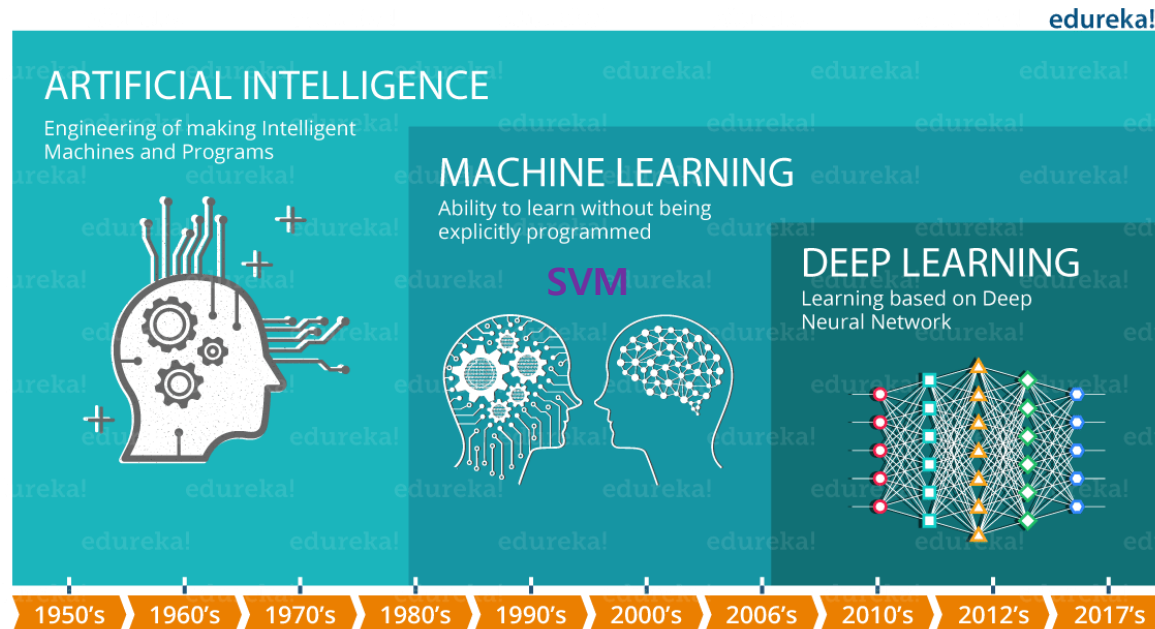 edureka!
ARTIFICIAL INTELLIGENCE
Engineering of making Intelligent
Machines and Programs
MACHINE LEARNING
Ability to learn without being
explicitly programmed
SVM
DEEP LEARNING
Learning based on Deep
Neural Network
1950's 1960's 1970's 1980's 1990's 2000's 2006's 2010's 2012's 2017's